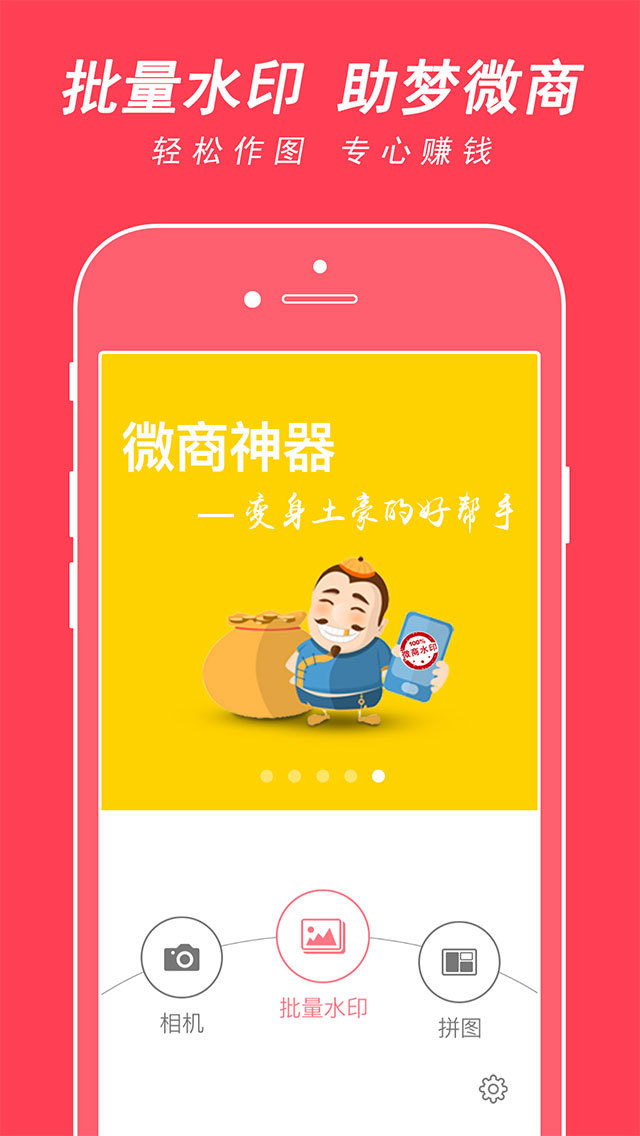 批量水印 助梦微商
轻松作图 专心赚钱
微商神器
—变身土豪的好帮手
100%
微商水印
相机
批量水印
拼图